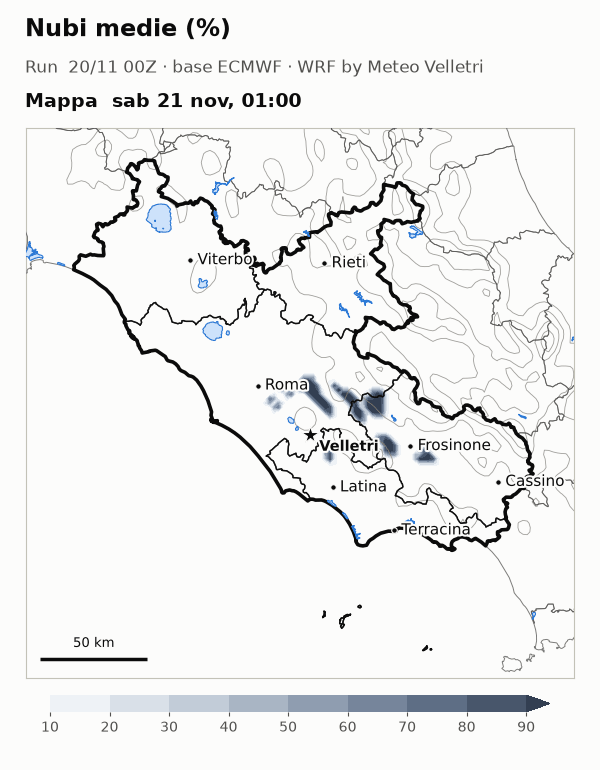 Nubi medie (%)
Run  20/11 00Z · base ECMWF · WRF by Meteo Velletri
Mappa  sab 21 nov, 01:00
Viterbo
Rieti
Roma
Velletri
Frosinone
Latina
Cassino
Terracina
50 km
10 20 30 40 50 60 70 80 90